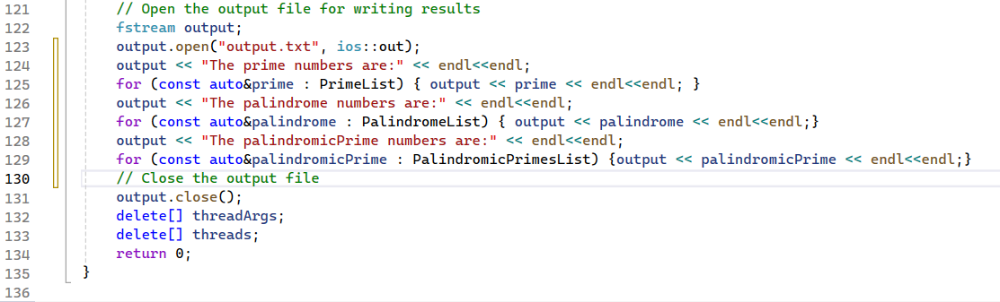 121 // Open the output file for writing results
122 fstream output;
123 output.open("output.txt", ios::out);
124 output << "The prime numbers are:" << endl<<endl;
125 for (const auto&prime : PrimeList) { output << prime << endl<<endl; }
126 output << "The palindrome numbers are:" << endl<<endl;
127 for (const auto&palindrome : PalindromeList) { output << palindrome << endl<<endl;}
128 output << "The palindromicPrime numbers are:" << endl<<endl;
129 for (const auto&palindromicPrime : PalindromicPrimesList) {output << palindromicPrime << endl<<endl;}
130 // Close the output file
131 output.close();
132 delete[] threadArgs;
133 delete[] threads;
134 return 0;
135 }
136